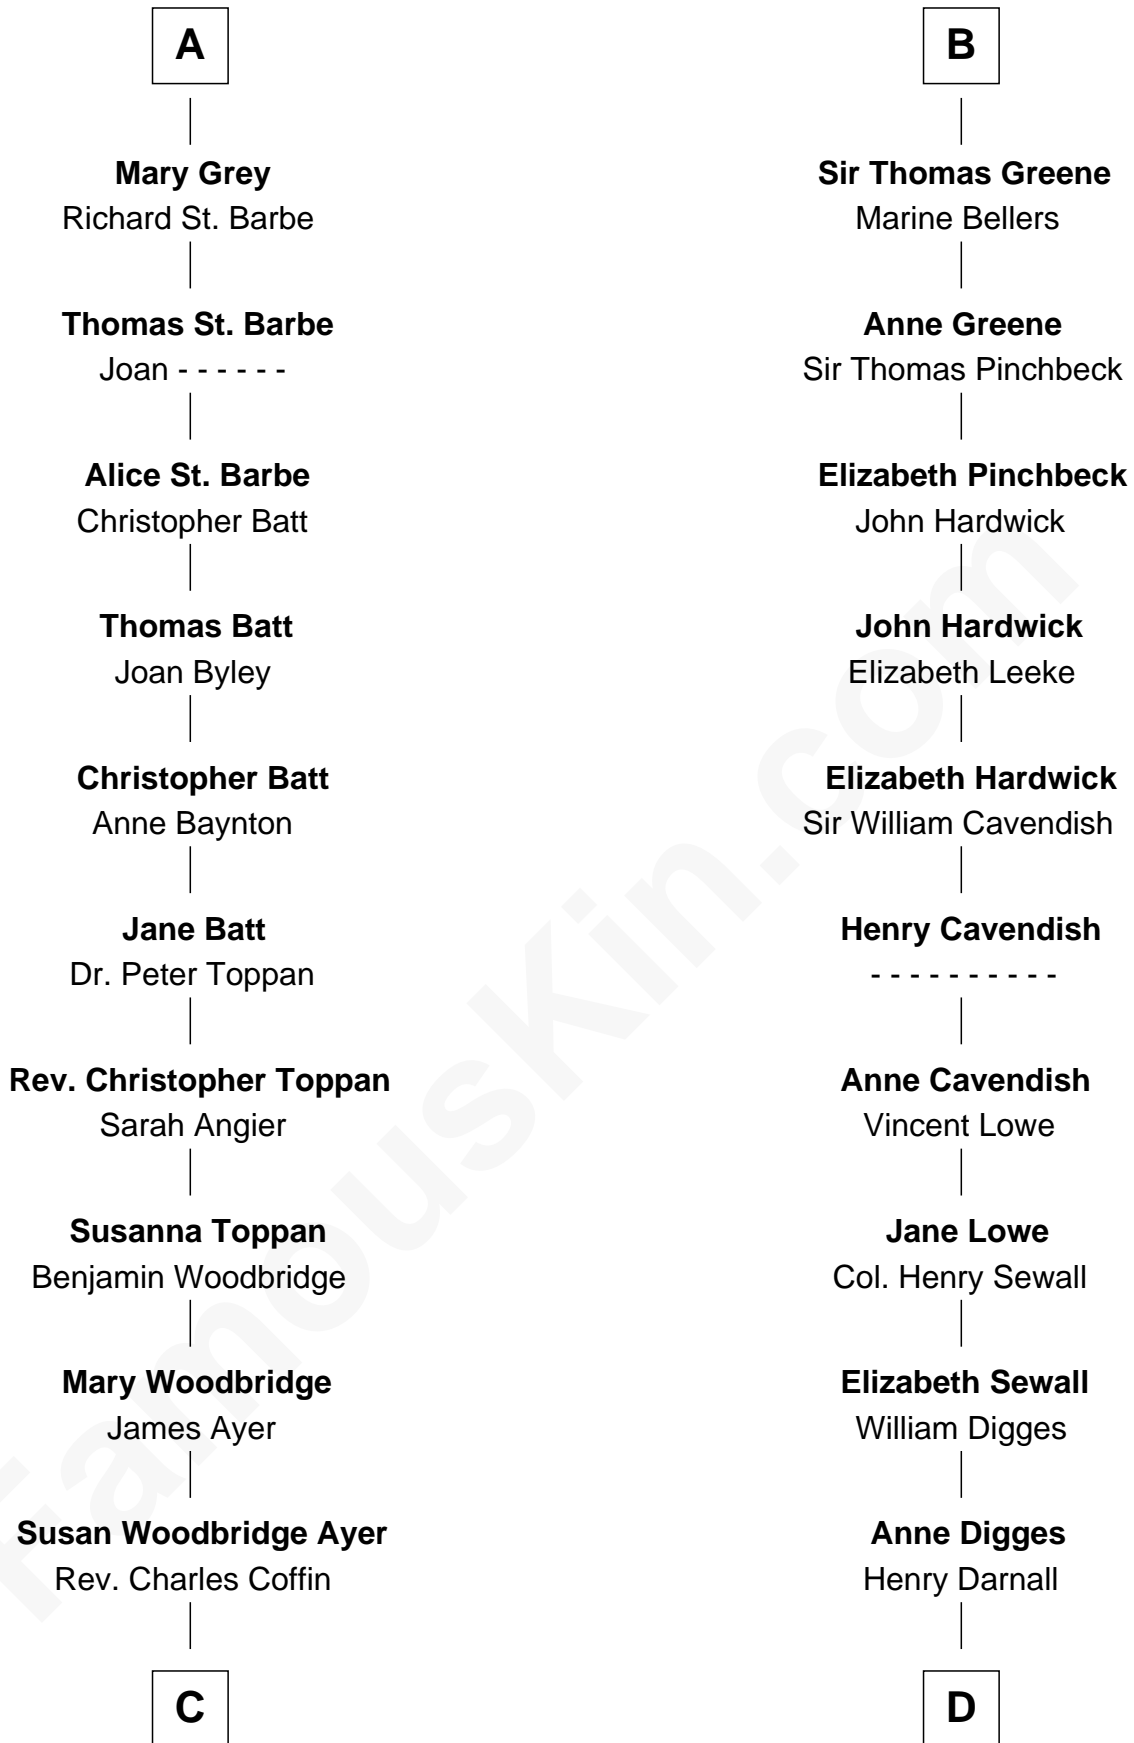 A
Mary Grey
Richard St. Barbe
Thomas St. Barbe
Joan - - - - - -
Alice St. Barbe
Christopher Batt
Thomas Batt
Joan Byley
Christopher Batt
Anne Baynton
Jane Batt
Dr. Peter Toppan
Rev. Christopher Toppan
Sarah Angier
Susanna Toppan
Benjamin Woodbridge
Mary Woodbridge
James Ayer
Susan Woodbridge Ayer
Rev. Charles Coffin
C
B
Sir Thomas Greene
Marine Bellers
Anne Greene
Sir Thomas Pinchbeck
Elizabeth Pinchbeck
John Hardwick
John Hardwick
Elizabeth Leeke
Elizabeth Hardwick
Sir William Cavendish
Henry Cavendish
- - - - - - - - - -
Anne Cavendish
Vincent Lowe
Jane Lowe
Col. Henry Sewall
Elizabeth Sewall
William Digges
Anne Digges
Henry Darnall
D
FamousKin.com